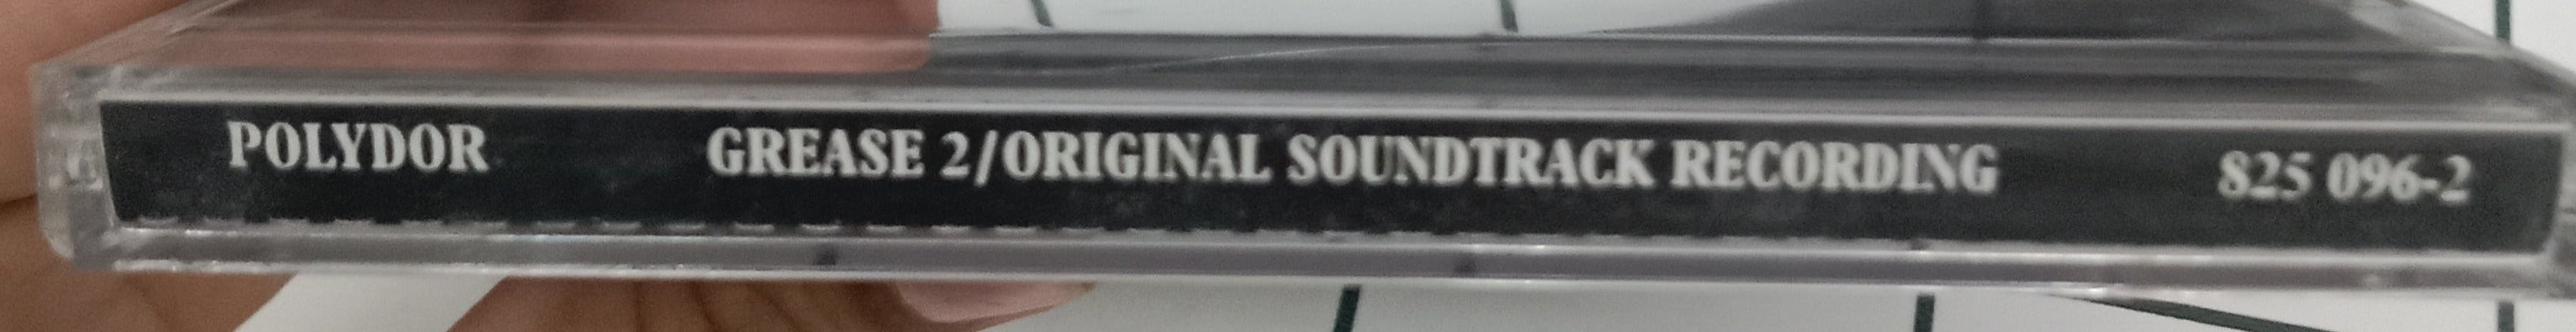 POLYDOR GREASE 2/ORIGINAL SOUNDTRACK RECORDING 825 096-2